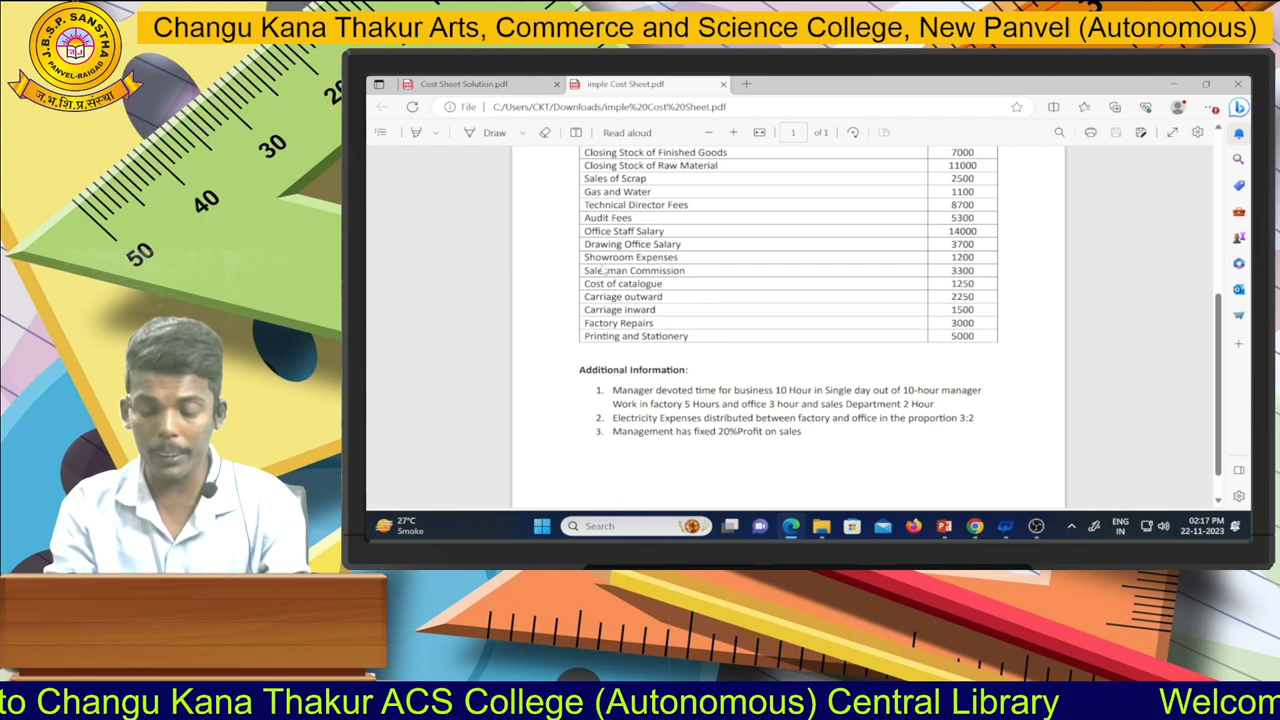 Changu Kana Thakur Arts, Commerce and Science College, New Panvel (Autonomous)
J.B.S.P. SANSTHA
PANVEL-RAIGAD
ज.भ.शि.प्र.संस्था
30
40
50
Cost Sheet Solution.pdf
imple Cost Sheet.pdf
File
C:/Users/CKT/Downloads/imple%20Cost%20Sheet.pdf
Draw
Read aloud
1
of 1
Closing Stock of Finished Goods 7000
Closing Stock of Raw Material 11000
Sales of Scrap 2500
Gas and Water 1100
Technical Director Fees 8700
Audit Fees 5300
Office Staff Salary 14000
Drawing Office Salary 3700
Showroom Expenses 1200
Salesman Commission 3300
Cost of catalogue 1250
Carriage outward 2250
Carriage inward 1500
Factory Repairs 3000
Printing and Stationery 5000
Additional Information:
1. Manager devoted time for business 10 Hour in Single day out of 10-hour manager
Work in factory 5 Hours and office 3 hour and sales Department 2 Hour
2. Electricity Expenses distributed between factory and office in the proportion 3:2
3. Management has fixed 20%Profit on sales
27°C
Smoke
Search
ENG
IN
02:17 PM
22-11-2023
to Changu Kana Thakur ACS College (Autonomous) Central Library Welcom